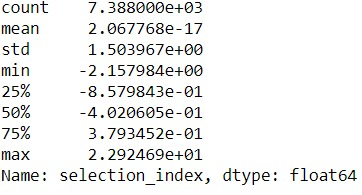 count    7.388000e+03
mean     2.067768e-17
std      1.503967e+00
min     -2.157984e+00
25%     -8.579843e-01
50%     -4.020605e-01
75%      3.793452e-01
max      2.292469e+01
Name: selection_index, dtype: float64